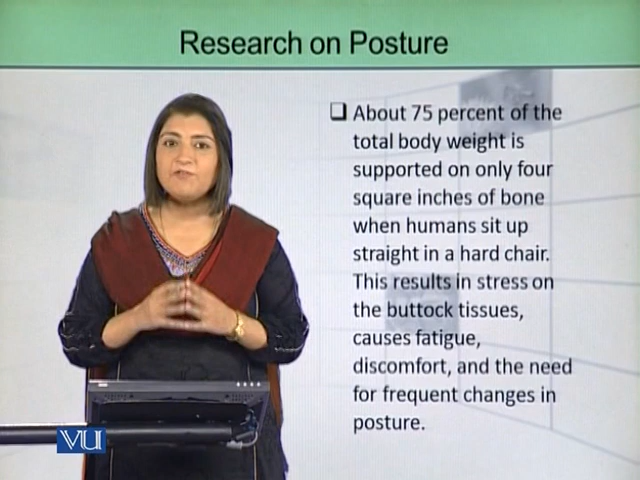 Research on Posture
❑ About 75 percent of the
total body weight is
supported on only four
square inches of bone
when humans sit up
straight in a hard chair.
This results in stress on
the buttock tissues,
causes fatigue,
discomfort, and the need
for frequent changes in
posture.
VU